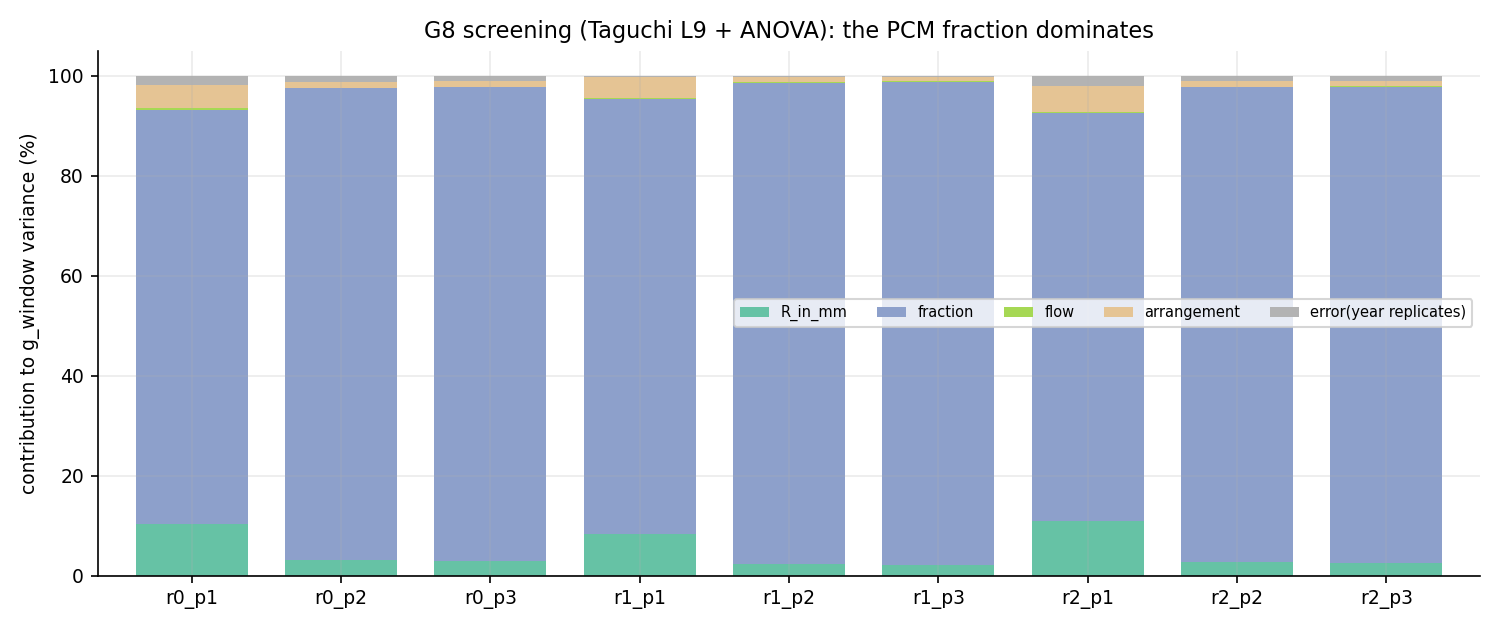 G8 screening (Taguchi L9 + ANOVA): the PCM fraction dominates
contribution to g_window variance (%)
100
80
60
40
20
0
R_in_mm fraction flow arrangement error(year replicates)
r0_p1 r0_p2 r0_p3 r1_p1 r1_p2 r1_p3 r2_p1 r2_p2 r2_p3